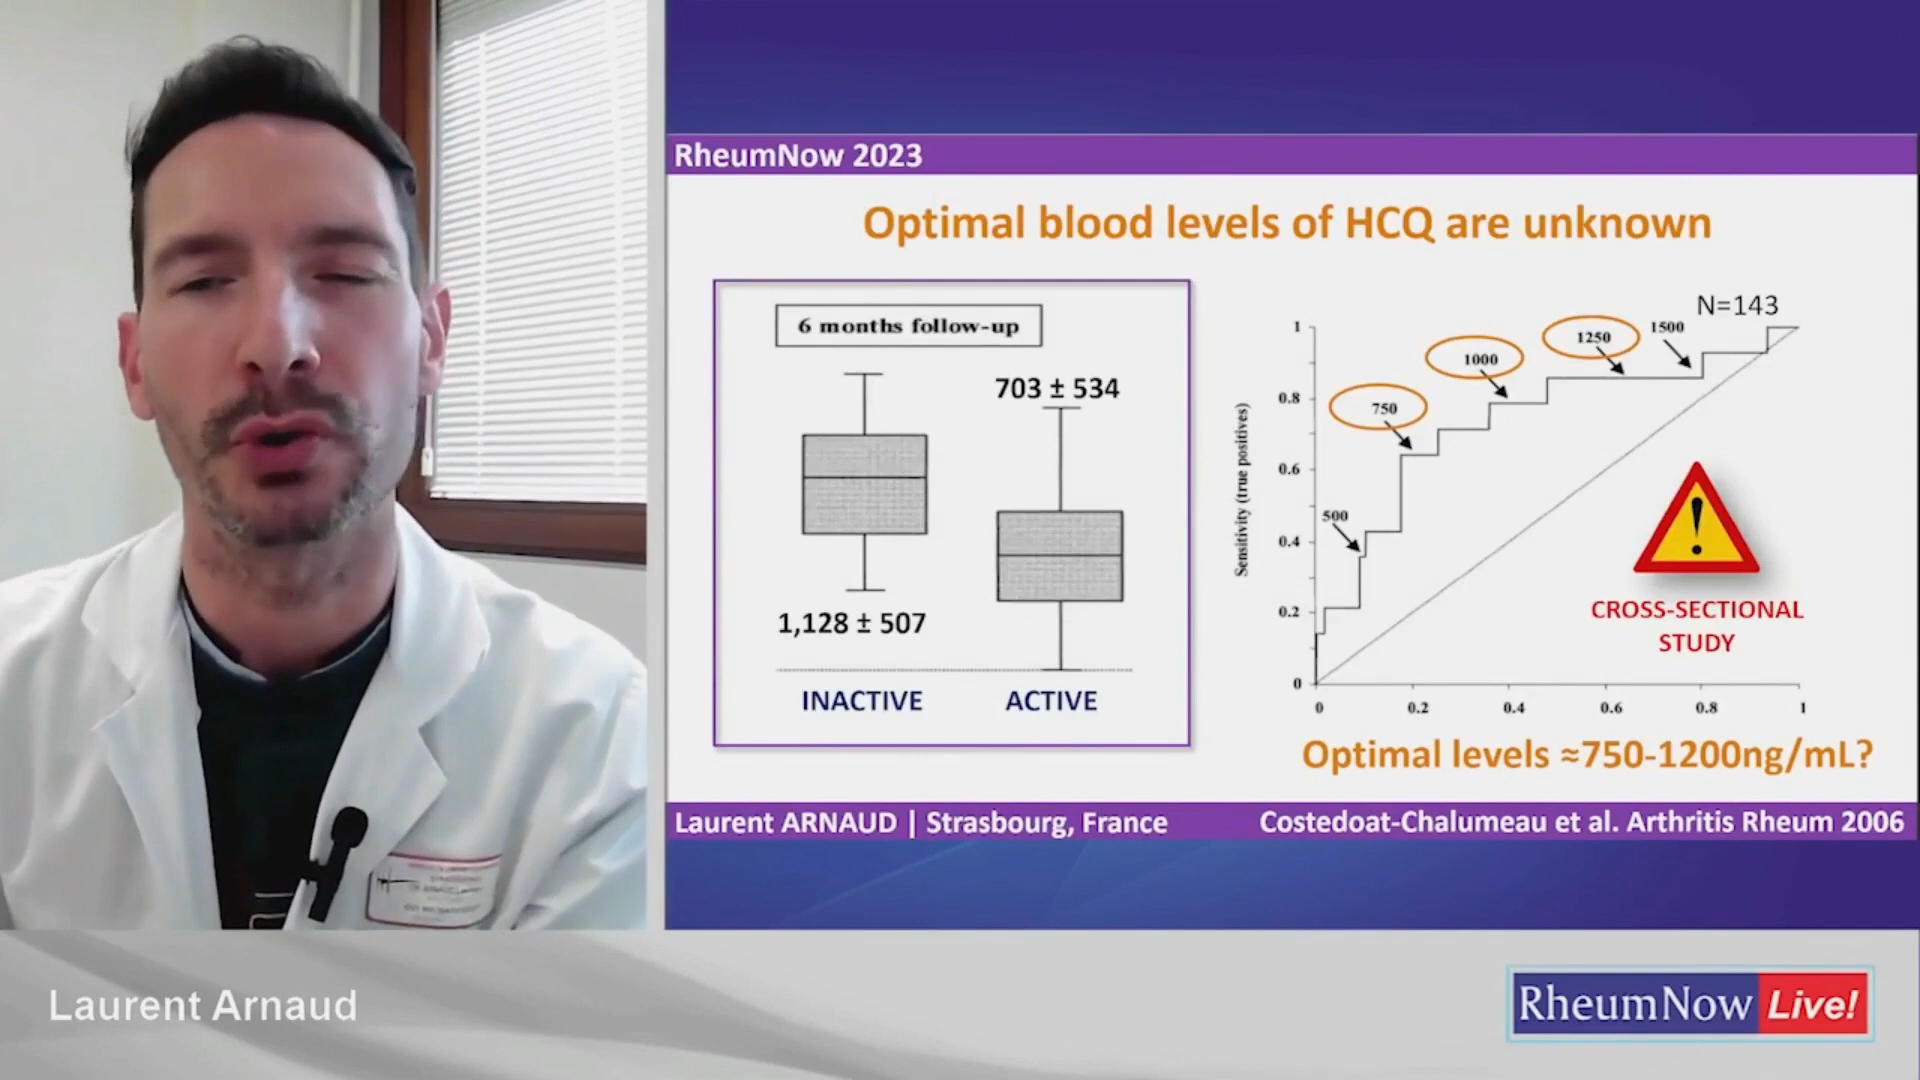 RheumNow 2023
Optimal blood levels of HCQ are unknown
6 months follow-up
703 ± 534
1,128 ± 507
INACTIVE
ACTIVE
N=143
1500
1250
1000
750
500
1
0.8
0.6
0.4
0.2
0
Sensitivity (true positives)
0
0.2
0.4
0.6
0.8
1
!
CROSS-SECTIONAL
STUDY
Optimal levels ≈750-1200ng/mL?
Laurent ARNAUD | Strasbourg, France
Costedoat-Chalumeau et al. Arthritis Rheum 2006
Laurent Arnaud
RheumNow Live!